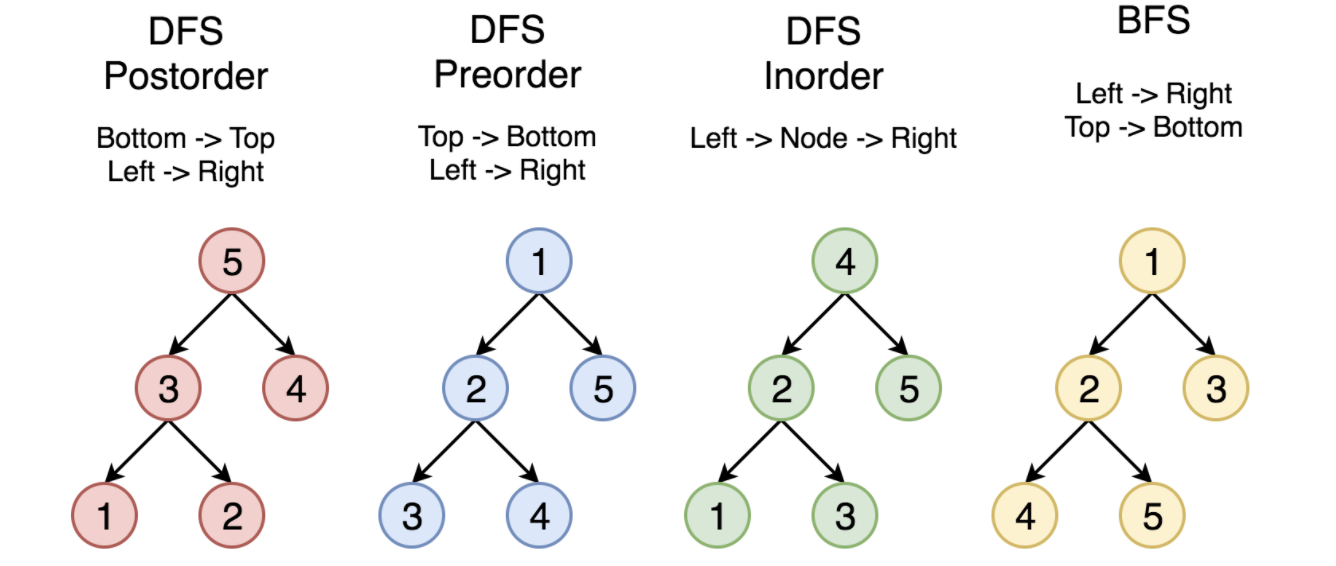 DFS
Postorder
Bottom -> Top
Left -> Right
5
3
4
1
2
DFS
Preorder
Top -> Bottom
Left -> Right
1
2
5
3
4
DFS
Inorder
Left -> Node -> Right
4
2
5
1
3
BFS
Left -> Right
Top -> Bottom
1
2
3
4
5